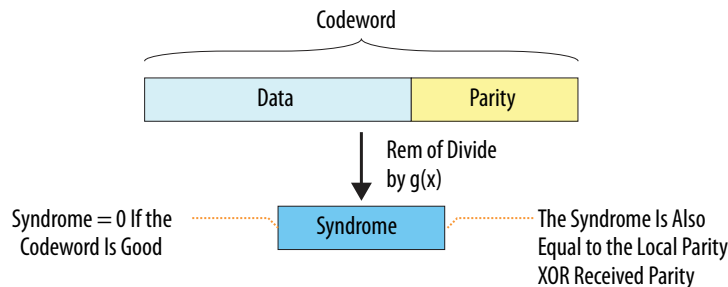 Codeword
Data
Parity
Rem of Divide
by g(x)
Syndrome = 0 If the
Codeword Is Good
Syndrome
The Syndrome Is Also
Equal to the Local Parity
XOR Received Parity